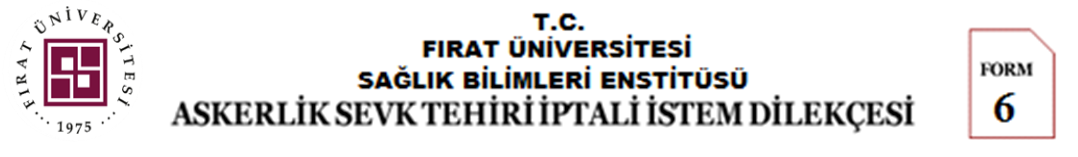 FIRAT ÜNİVERSİTESİ
1975
T.C.
FIRAT ÜNİVERSİTESİ
SAĞLIK BİLİMLERİ ENSTİTÜSÜ
ASKERLİK SEVK TEHİRİ İPTALİ İSTEM DİLEKÇESİ
FORM
6